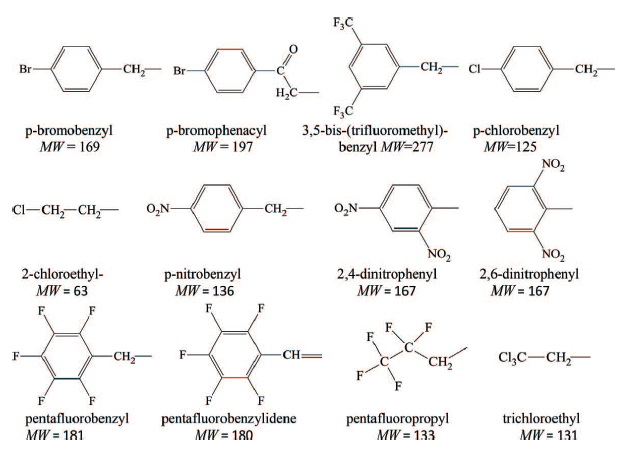 F₃C
F₃C
Br
CH₂
Br
C
O
H₂C
CH₂
Cl
CH₂
p-bromobenzyl
MW = 169
p-bromophenacyl
MW = 197
3,5-bis-(trifluoromethyl)-
benzyl MW=277
p-chlorobenzyl
MW=125
Cl—CH₂—CH₂—
O₂N
CH₂
O₂N
NO₂
NO₂
NO₂
2-chloroethyl-
MW = 63
p-nitrobenzyl
MW = 136
2,4-dinitrophenyl
MW = 167
2,6-dinitrophenyl
MW = 167
F
F
F
F
F
CH₂
F
F
F
F
F
CH
F
F
F
F
F
C
C
CH₂
Cl₃C—CH₂—
pentafluorobenzyl
MW = 181
pentafluorobenzylidene
MW = 180
pentafluoropropyl
MW = 133
trichloroethyl
MW = 131